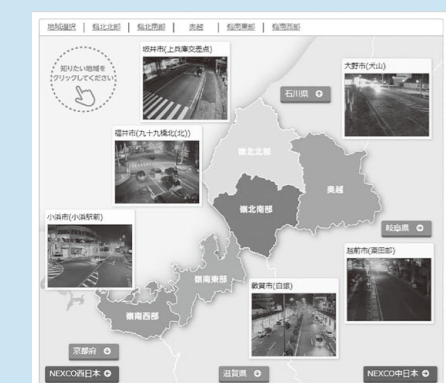 地域選択 | 嶺北北部 | 嶺北南部 | 奥越 | 嶺南東部 | 嶺南西部
知りたい地域を
クリックしてください
坂井市(上兵庫交差点)
大野市(犬山)
石川県
福井市(九十九橋北(北))
嶺北北部
奥越
嶺北南部
小浜市(小浜駅前)
岐阜県
越前市(粟田部)
嶺南東部
敦賀市(白銀)
嶺南西部
京都府
NEXCO西日本
滋賀県
NEXCO中日本